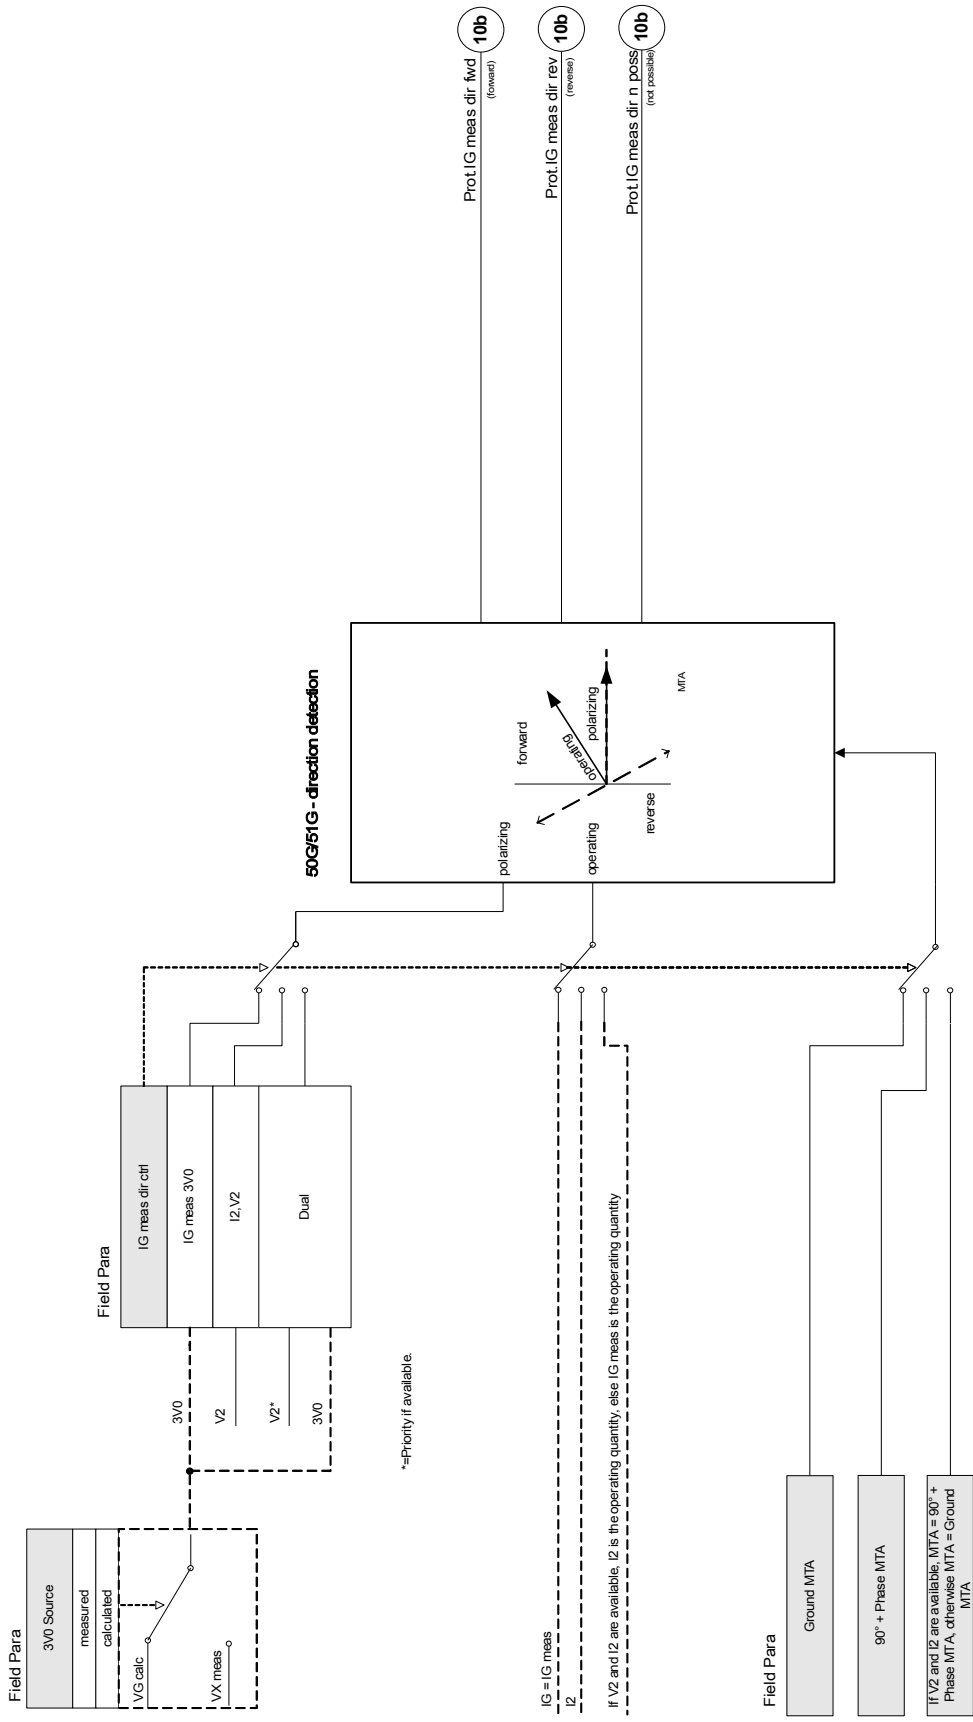 Field Para
3V0 Source
measured
calculated
VG calc
VX meas
3V0
V2
V2*
3V0
*=Priority if available.
Field Para
IG meas dir ctrl
IG meas 3V0
I2,V2
Dual
IG = IG meas
I2
If V2 and I2 are available, I2 is the operating quantity, else IG meas is the operating quantity
Field Para
Ground MTA
90° + Phase MTA
If V2 and I2 are available, MTA = 90° +
Phase MTA, otherwise MTA = Ground
MTA
50G/51G - direction detection
polarizing
operating
forward
reverse
operating
polarizing
MTA
Prot.IG meas dir fwd
(forward)
10b
Prot.IG meas dir rev
(reverse)
10b
Prot.IG meas dir n poss
(not possible)
10b